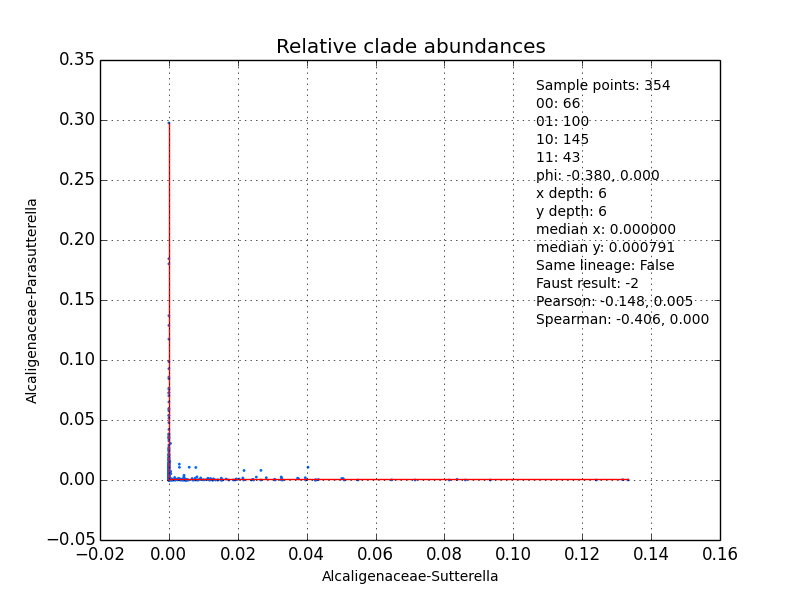 Relative clade abundances
0.35
0.30
0.25
0.20
0.15
0.10
0.05
0.00
−0.05
Alcaligenaceae-Parasutterella
Sample points: 354
00: 66
01: 100
10: 145
11: 43
phi: -0.380, 0.000
x depth: 6
y depth: 6
median x: 0.000000
median y: 0.000791
Same lineage: False
Faust result: -2
Pearson: -0.148, 0.005
Spearman: -0.406, 0.000
−0.02 0.00 0.02 0.04 0.06 0.08 0.10 0.12 0.14 0.16
Alcaligenaceae-Sutterella